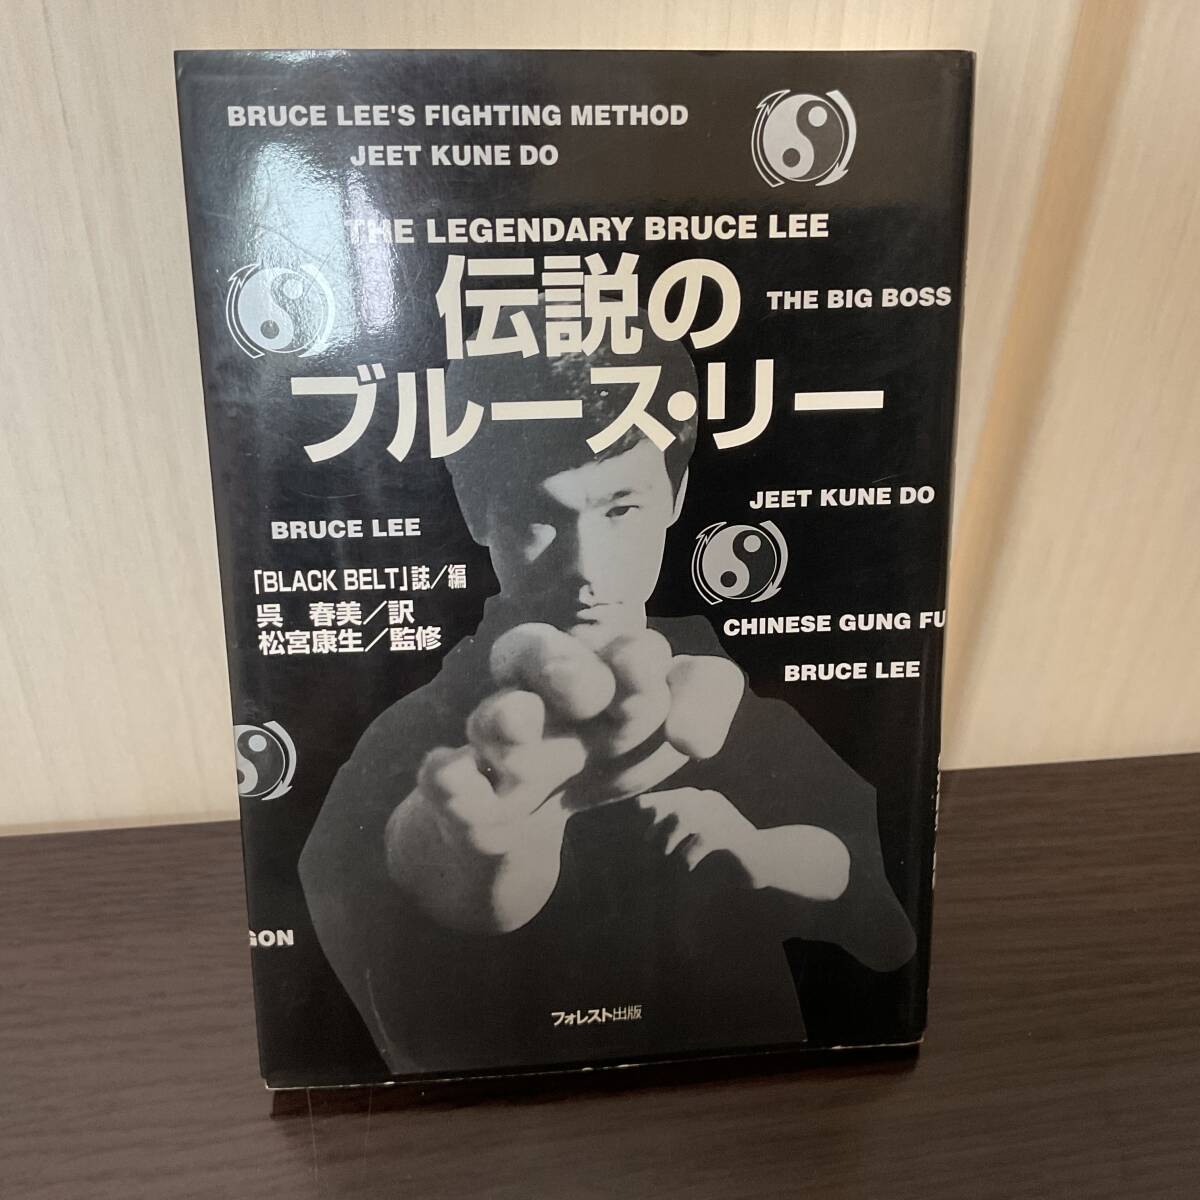 BRUCE LEE'S FIGHTING METHOD
JEET KUNE DO
THE LEGENDARY BRUCE LEE
伝説の
ブルース・リー
THE BIG BOSS
JEET KUNE DO
BRUCE LEE
「BLACK BELT」誌/編
呉 春美/訳
松宮康生/監修
CHINESE GUNG FU
BRUCE LEE
GON
フォレスト出版